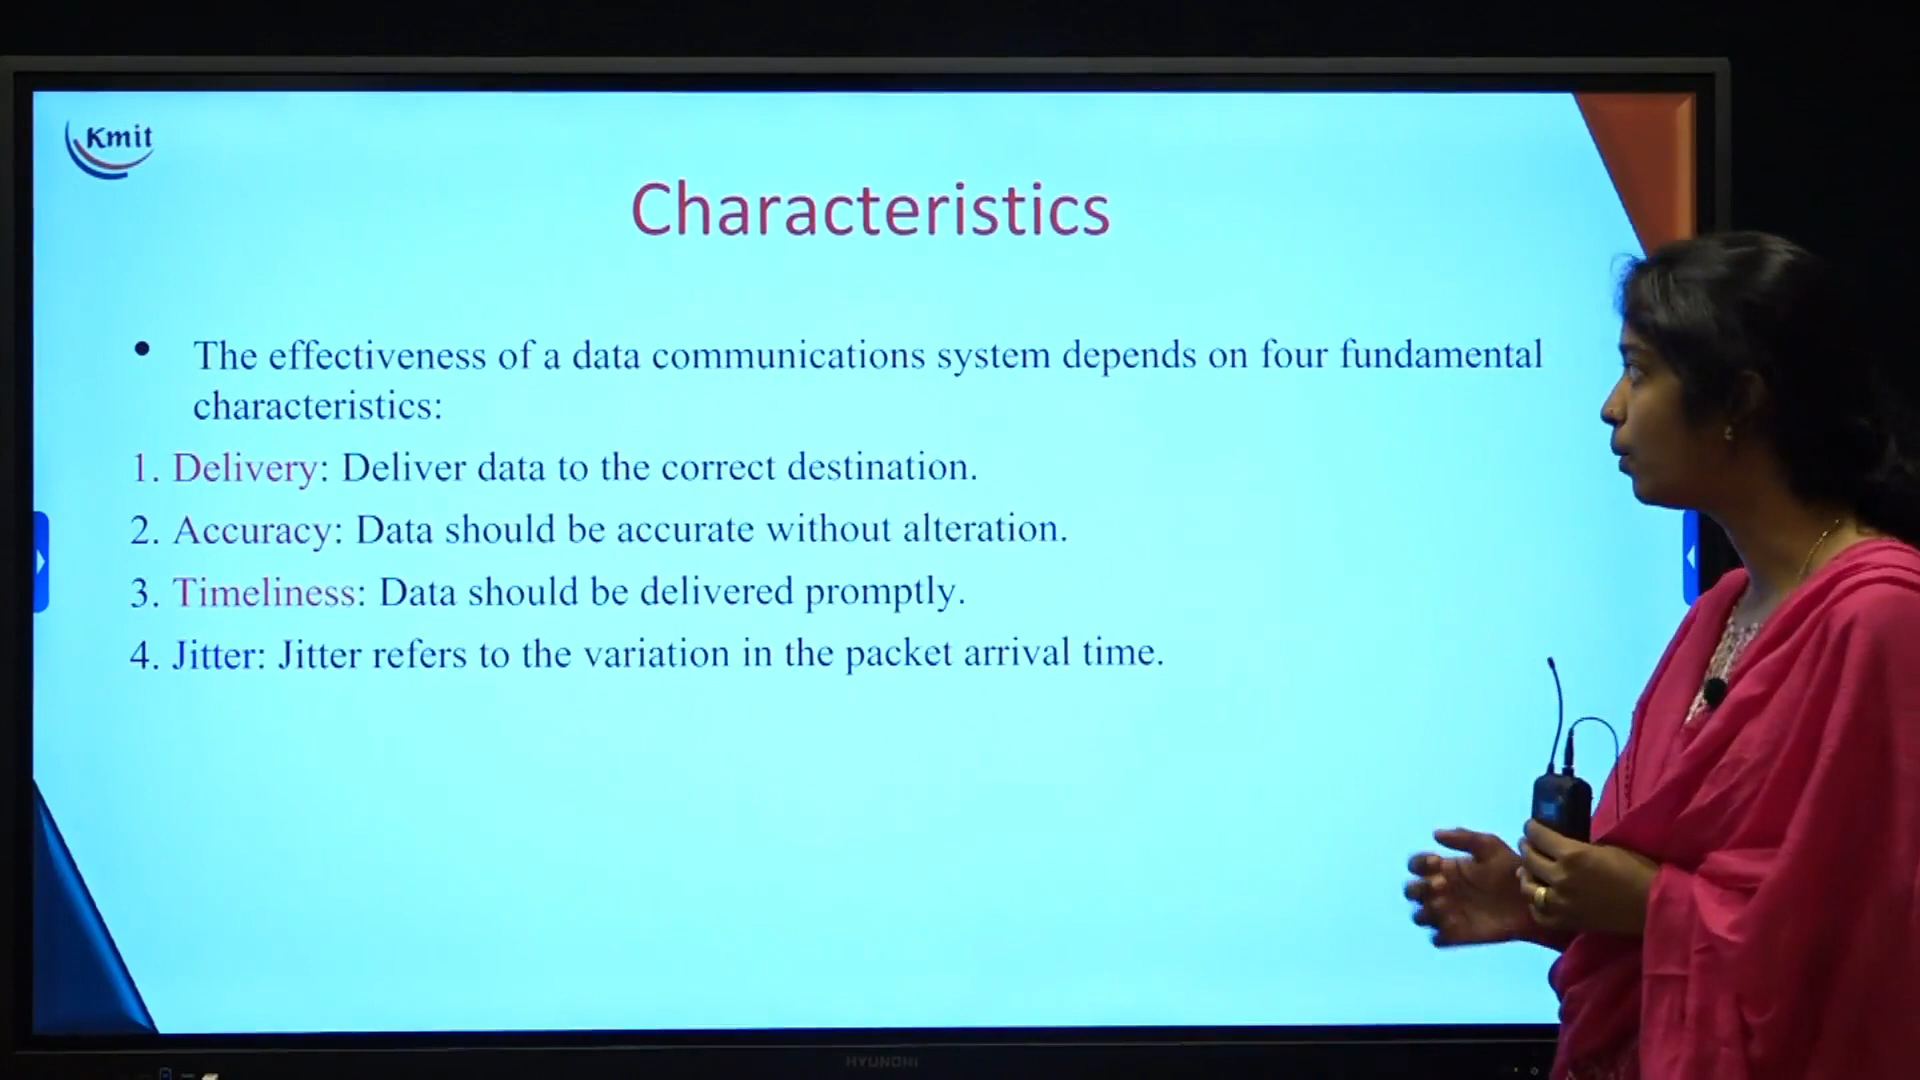 Kmit
Characteristics
• The effectiveness of a data communications system depends on four fundamental
characteristics:
1. Delivery: Deliver data to the correct destination.
2. Accuracy: Data should be accurate without alteration.
3. Timeliness: Data should be delivered promptly.
4. Jitter: Jitter refers to the variation in the packet arrival time.
HYUNDAI